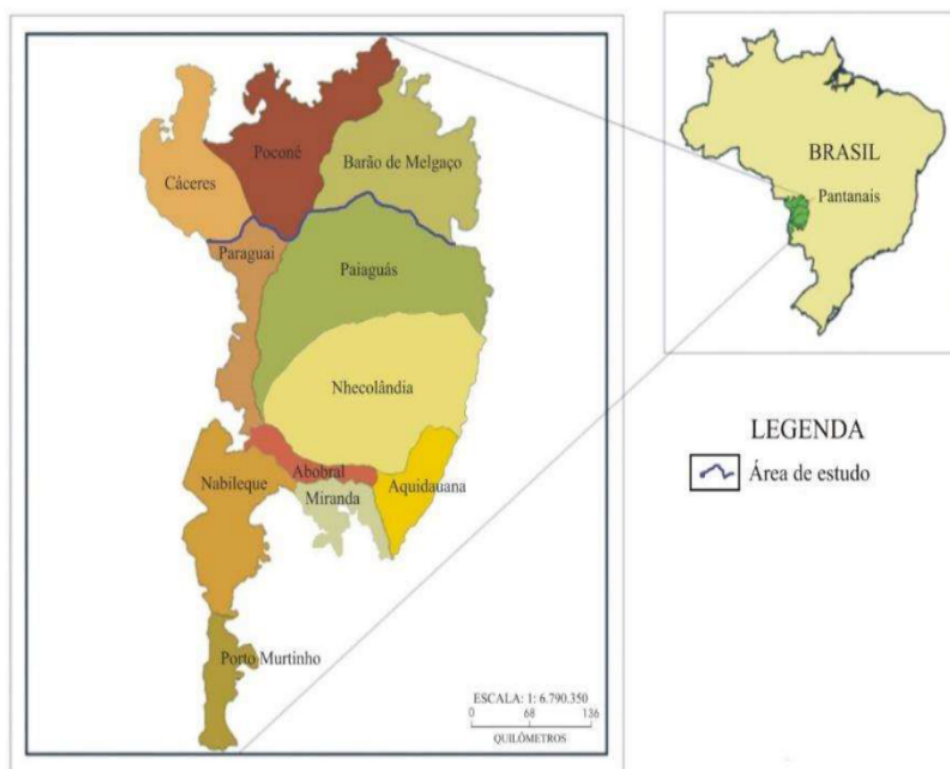 Poconé
Barão de Melgaço
Cáceres
Paraguai
Paiaguás
Nhecolândia
Abobral
Nabileque
Miranda
Aquidauana
Porto Murtinho
ESCALA: 1: 6.790.350
0 68 136
QUILÔMETROS
BRASIL
Pantanais
LEGENDA
Área de estudo